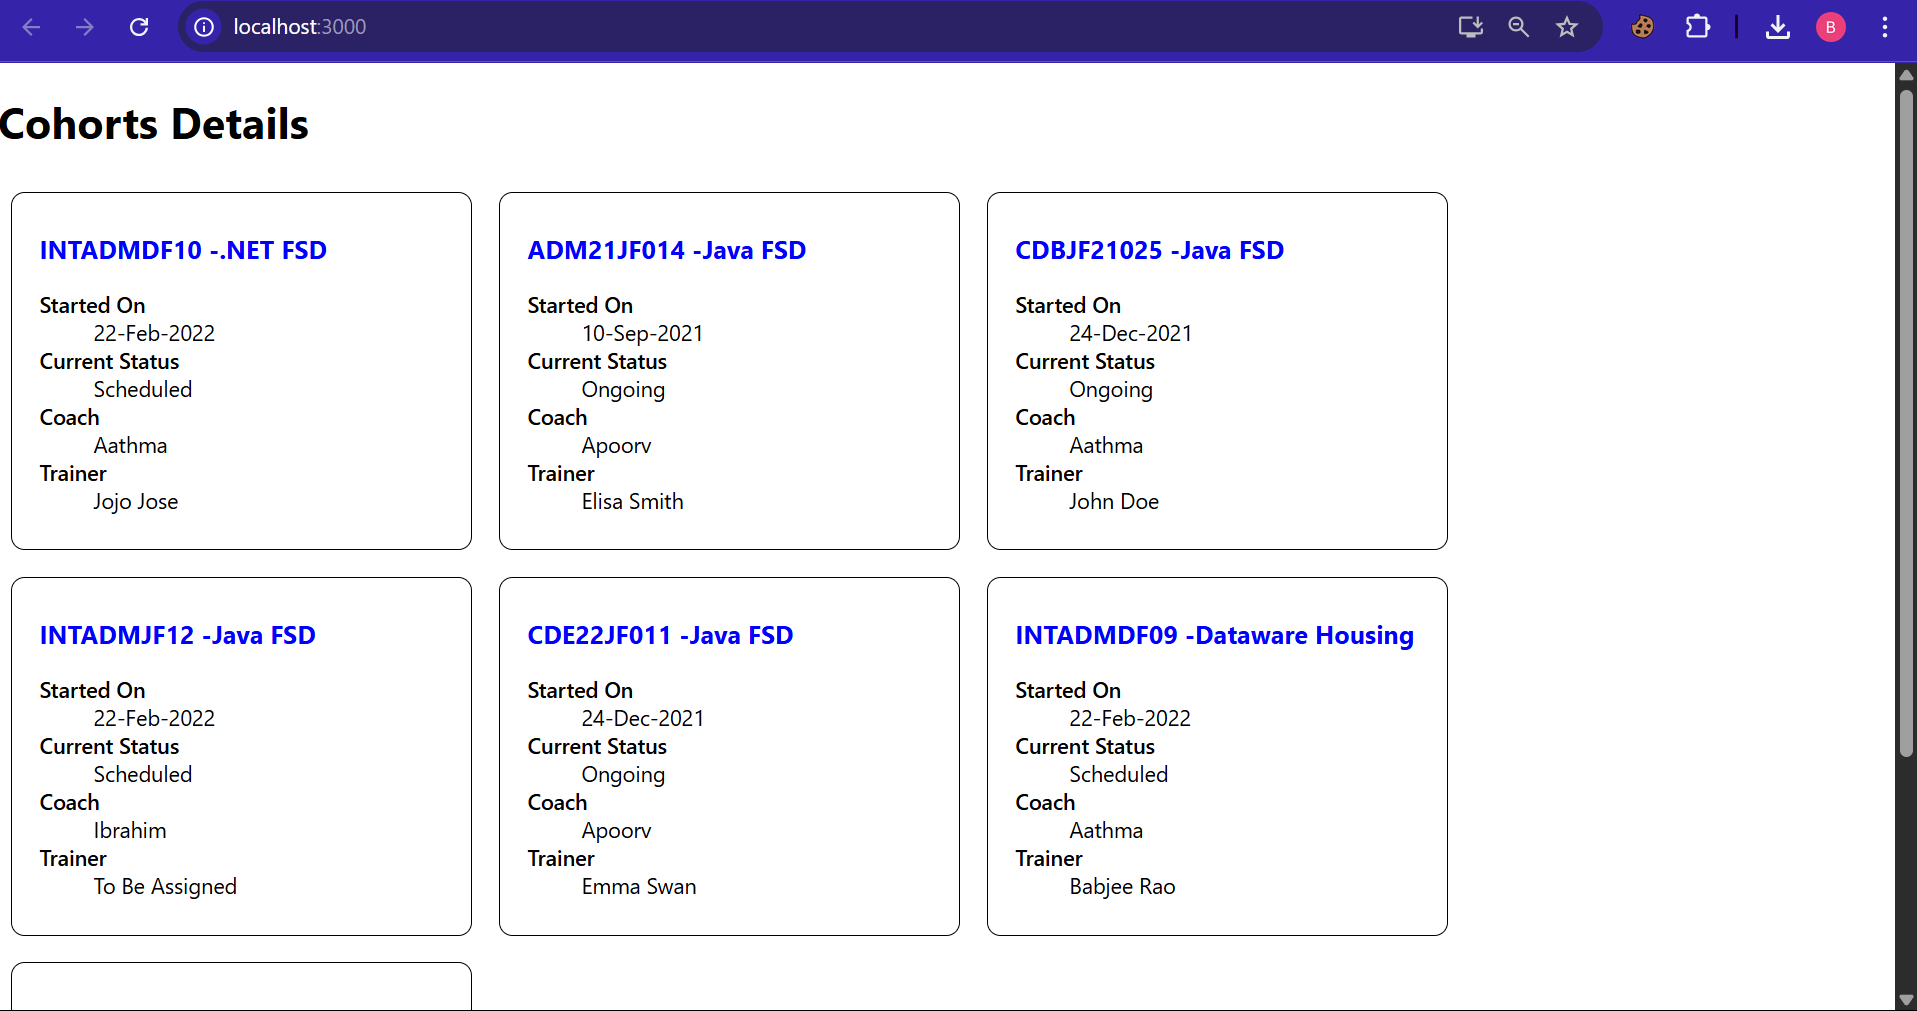 localhost:3000
B
Cohorts Details
INTADMDF10 -.NET FSD
Started On
22-Feb-2022
Current Status
Scheduled
Coach
Aathma
Trainer
Jojo Jose
ADM21JF014 -Java FSD
Started On
10-Sep-2021
Current Status
Ongoing
Coach
Apoorv
Trainer
Elisa Smith
CDBJF21025 -Java FSD
Started On
24-Dec-2021
Current Status
Ongoing
Coach
Aathma
Trainer
John Doe
INTADMJF12 -Java FSD
Started On
22-Feb-2022
Current Status
Scheduled
Coach
Ibrahim
Trainer
To Be Assigned
CDE22JF011 -Java FSD
Started On
24-Dec-2021
Current Status
Ongoing
Coach
Apoorv
Trainer
Emma Swan
INTADMDF09 -Dataware Housing
Started On
22-Feb-2022
Current Status
Scheduled
Coach
Aathma
Trainer
Babjee Rao